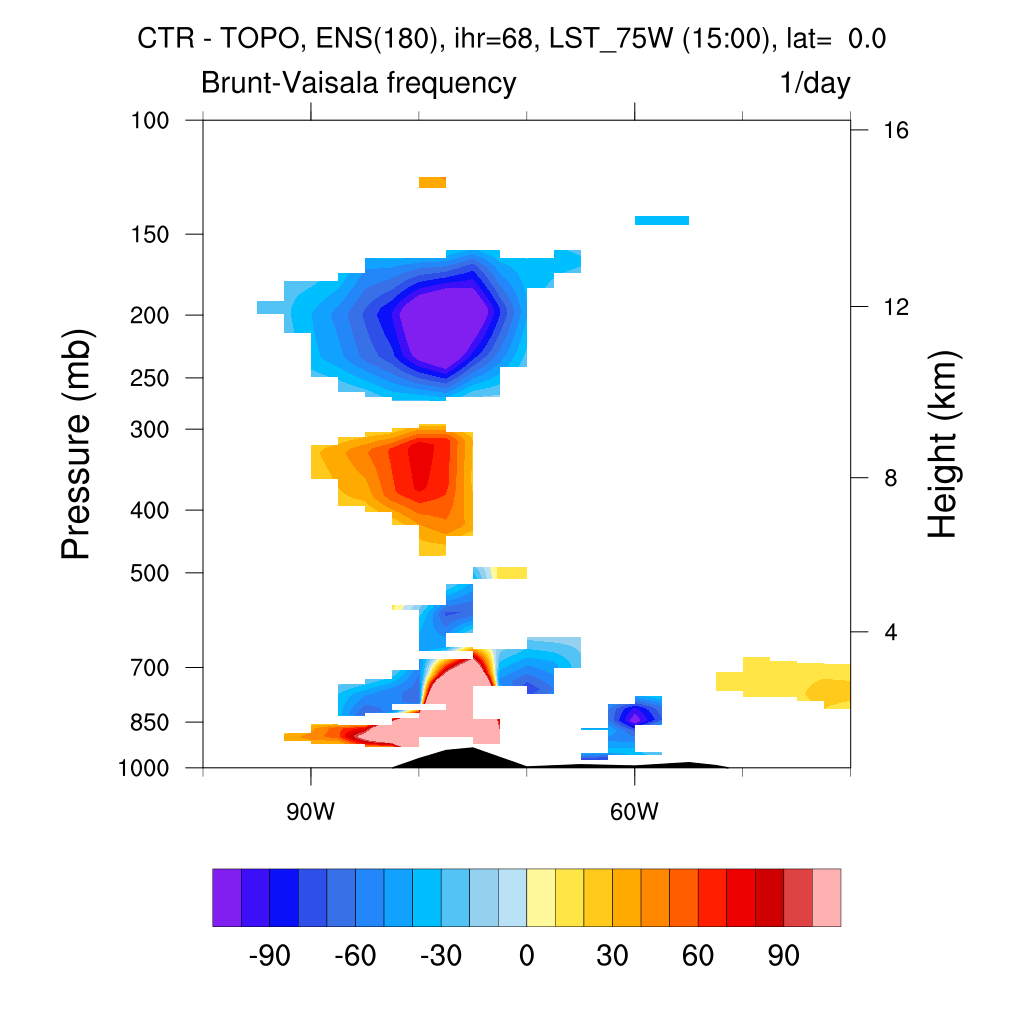 CTR - TOPO, ENS(180), ihr=68, LST_75W (15:00), lat=  0.0
Brunt-Vaisala frequency 1/day
100
16
150
200
12
250
300
400
8
500
4
700
850
1000
Pressure (mb)
Height (km)
90W 60W
-90 -60 -30 0 30 60 90